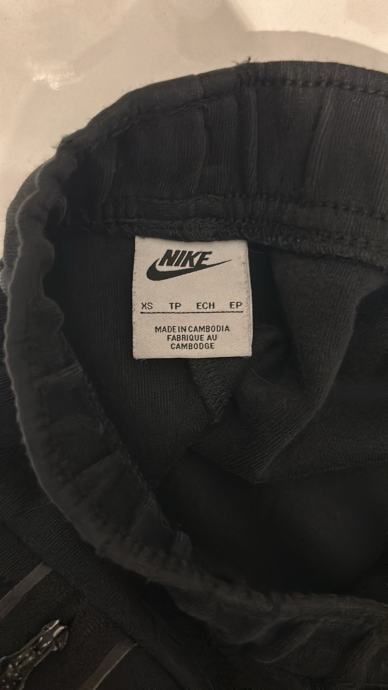 NIKE
XS TP ECH EP
MADE IN CAMBODIA
FABRIQUE AU
CAMBODGE